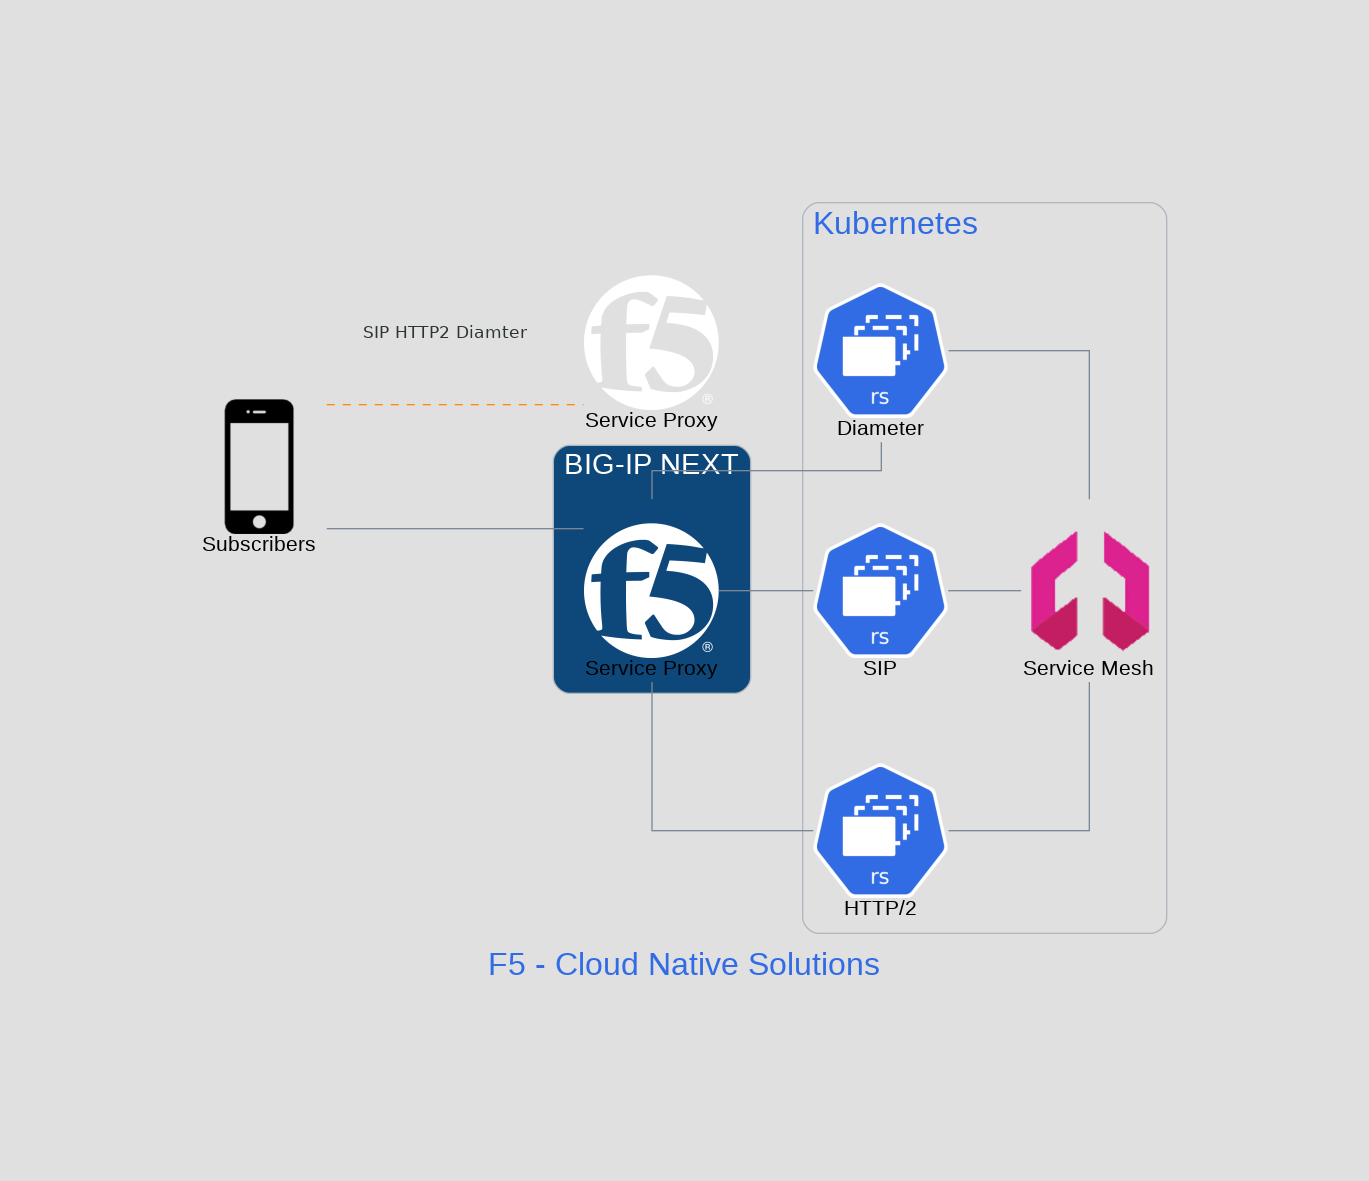 Kubernetes
SIP HTTP2 Diamter
f5®
Service Proxy
rs
Diameter
BIG-IP NEXT
Subscribers
f5®
Service Proxy
rs
SIP
Service Mesh
rs
HTTP/2
F5 - Cloud Native Solutions